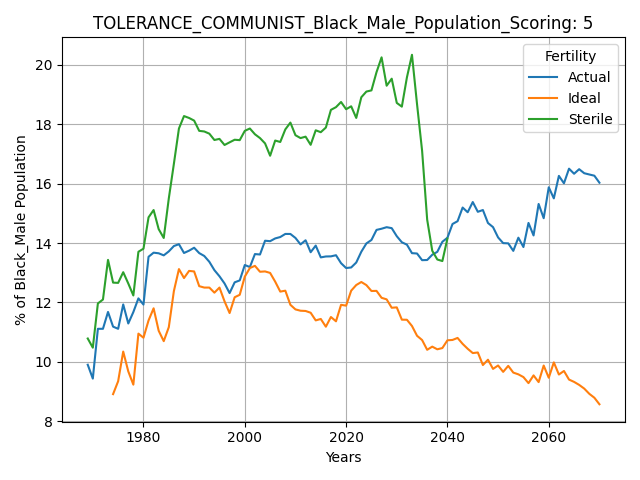 TOLERANCE_COMMUNIST_Black_Male_Population_Scoring: 5
Fertility
Actual
Ideal
Sterile
% of Black_Male Population
20
18
16
14
12
10
8
1980
2000
2020
2040
2060
Years